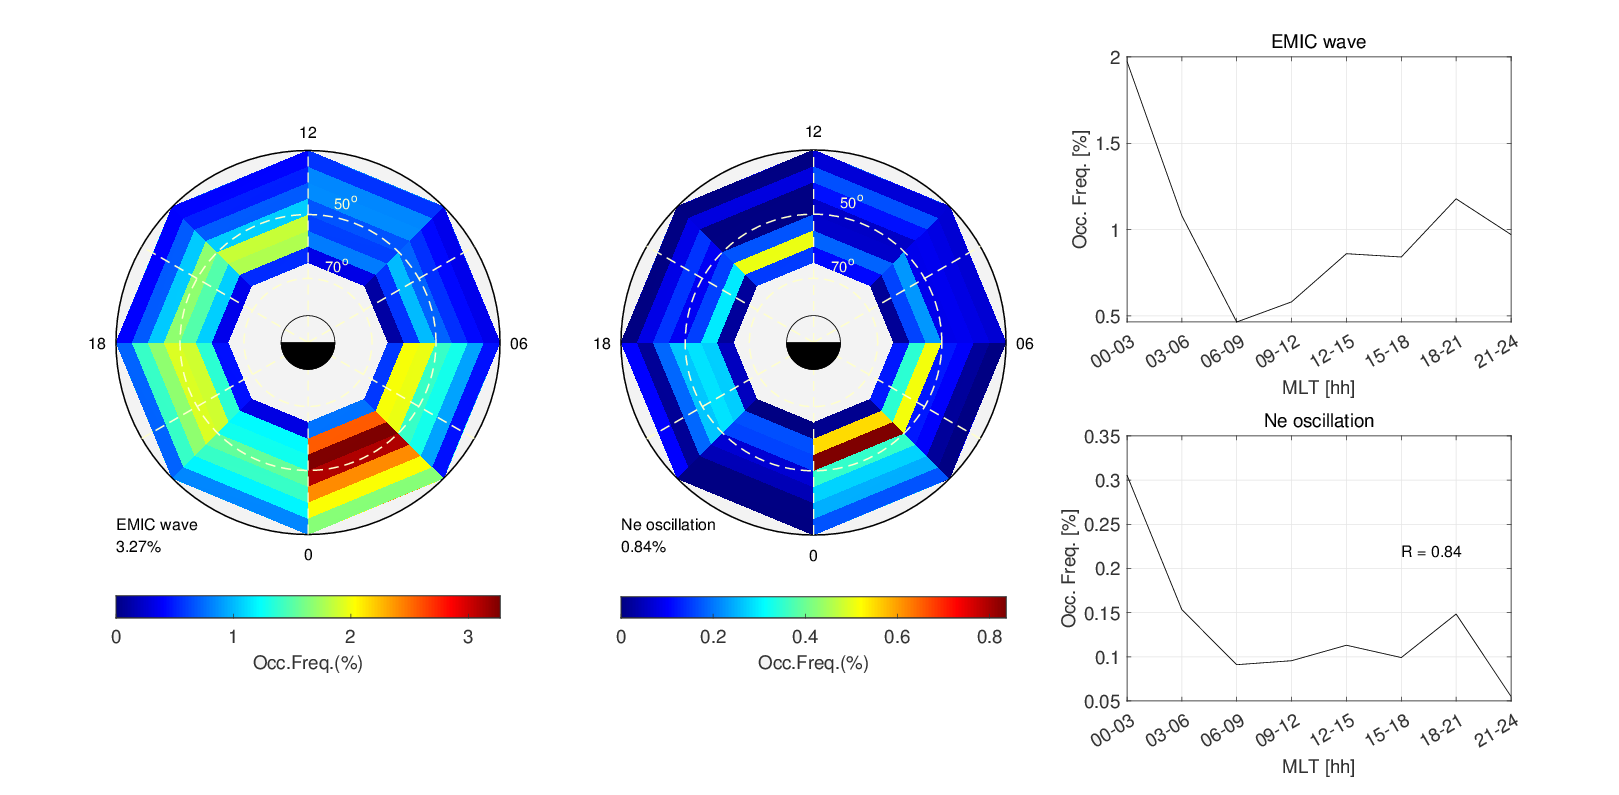 12
50o
70o
18
06
0
EMIC wave
3.27%
0 1 2 3
Occ.Freq.(%)
12
50o
70o
18
06
0
Ne oscillation
0.84%
0 0.2 0.4 0.6 0.8
Occ.Freq.(%)
EMIC wave
2
1.5
1
0.5
Occ. Freq. [%]
00-03 03-06 06-09 09-12 12-15 15-18 18-21 21-24
MLT [hh]
Ne oscillation
0.35
0.3
0.25
0.2
0.15
0.1
0.05
Occ. Freq. [%]
R = 0.84
00-03 03-06 06-09 09-12 12-15 15-18 18-21 21-24
MLT [hh]